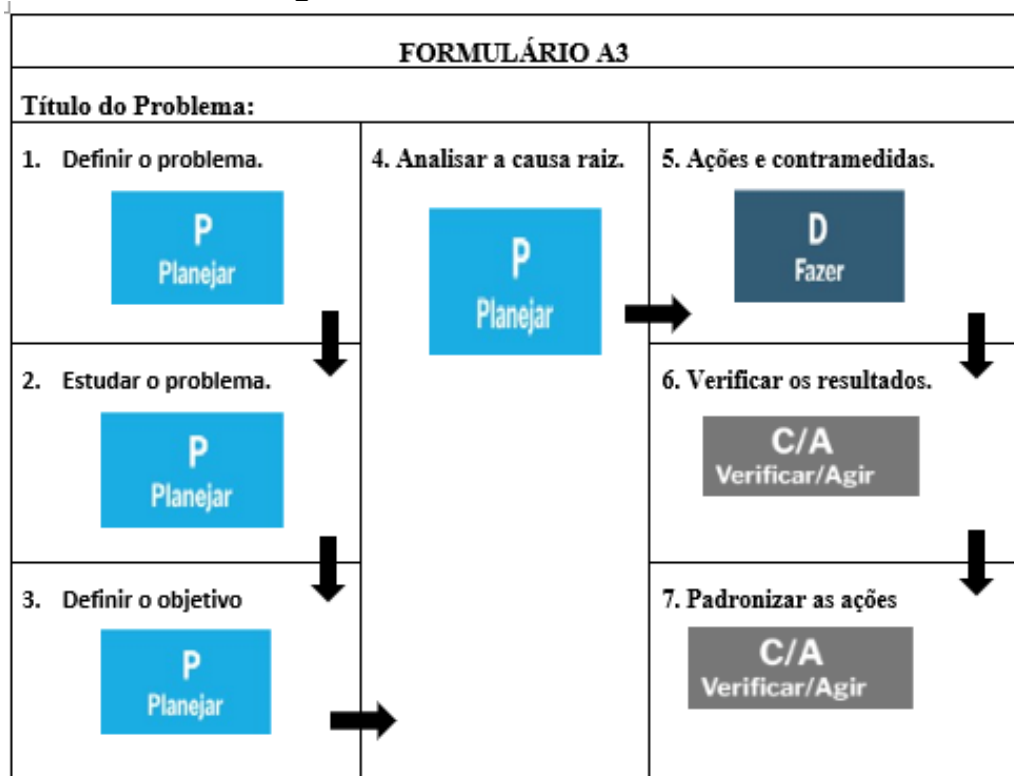 FORMULÁRIO A3
Título do Problema:
1. Definir o problema.
P
Planejar
2. Estudar o problema.
P
Planejar
3. Definir o objetivo
P
Planejar
4. Analisar a causa raiz.
P
Planejar
5. Ações e contramedidas.
D
Fazer
6. Verificar os resultados.
C/A
Verificar/Agir
7. Padronizar as ações
C/A
Verificar/Agir